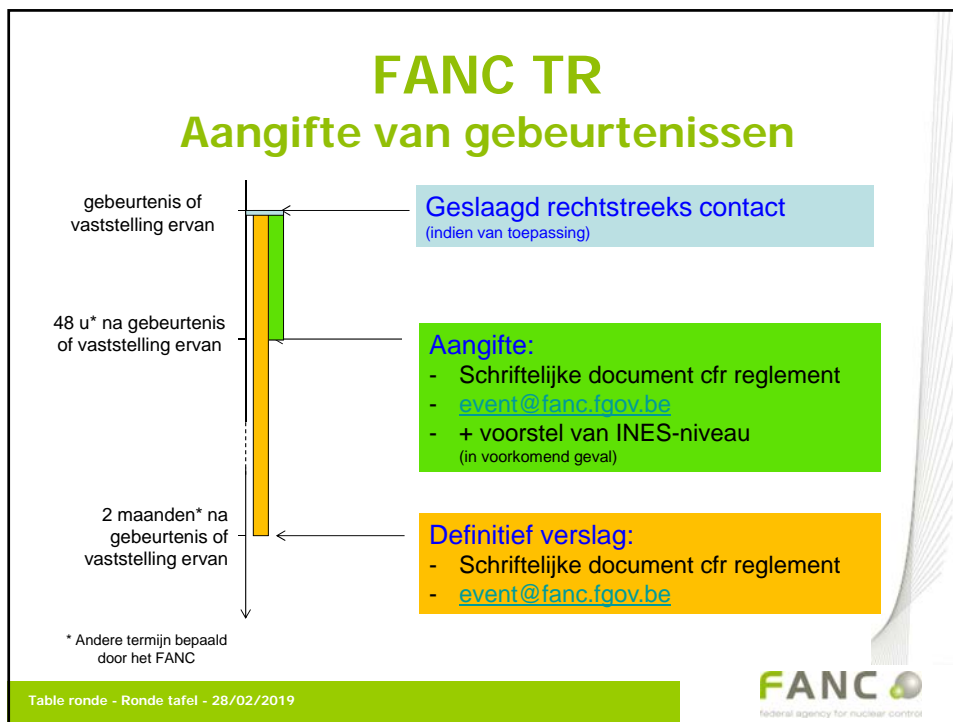 FANC TR
Aangifte van gebeurtenissen
gebeurtenis of
vaststelling ervan
Geslaagd rechtstreeks contact
(indien van toepassing)
48 u* na gebeurtenis
of vaststelling ervan
Aangifte:
- Schriftelijke document cfr reglement
- event@fanc.fgov.be
- + voorstel van INES-niveau
(in voorkomend geval)
2 maanden* na
gebeurtenis of
vaststelling ervan
Definitief verslag:
- Schriftelijke document cfr reglement
- event@fanc.fgov.be
* Andere termijn bepaald
door het FANC
Table ronde - Ronde tafel - 28/02/2019
FANC
federal agency for nuclear control